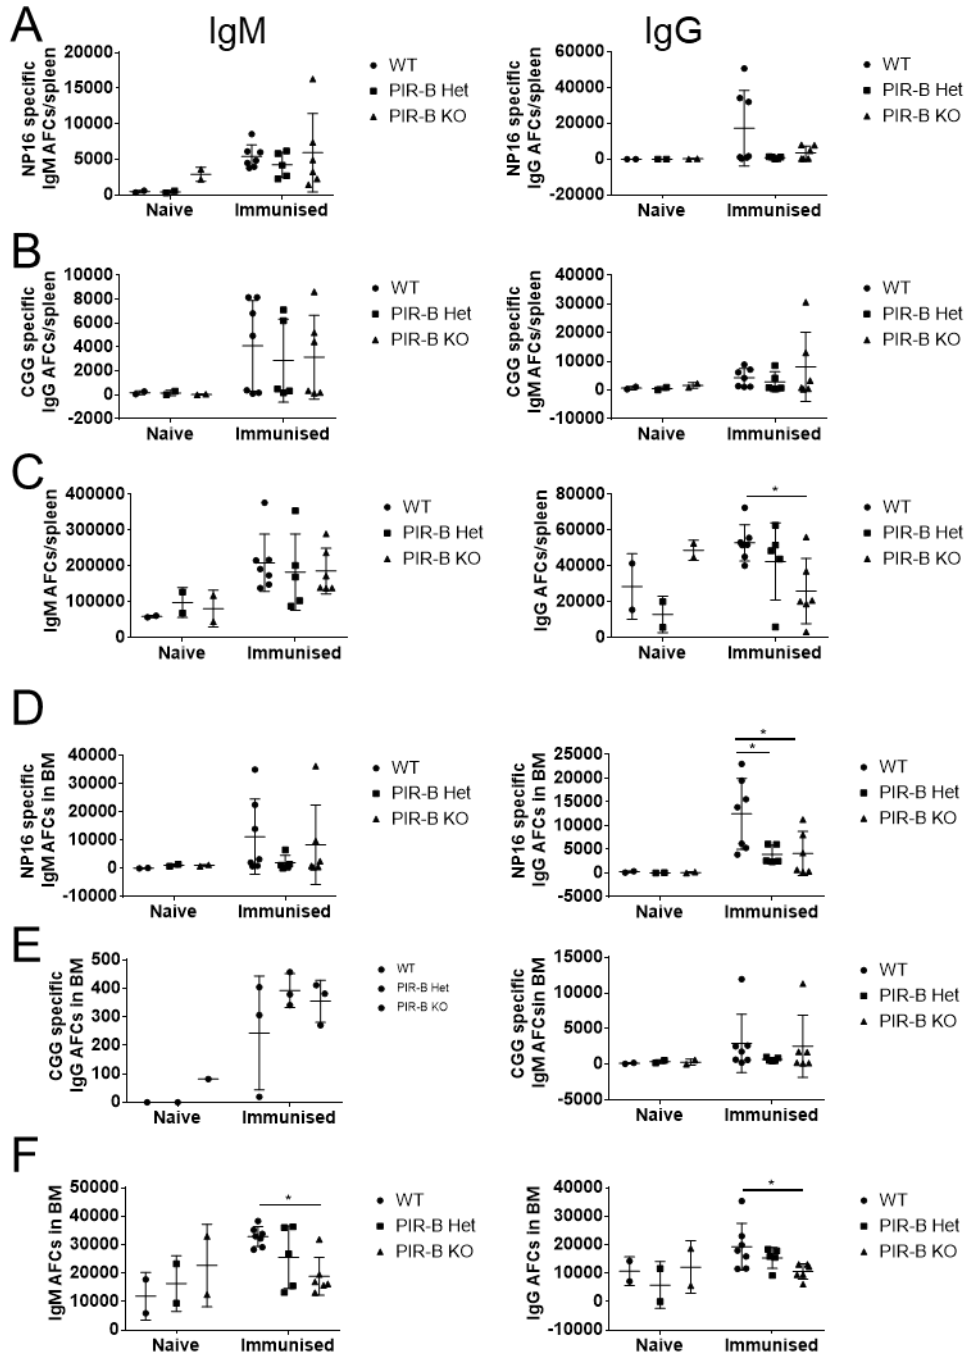 A
IgM
IgG
NP16 specific
IgM AFCs/spleen
20000
15000
10000
5000
0
Naive
Immunised
WT
PIR-B Het
PIR-B KO
NP16 specific
IgG AFCs/spleen
60000
40000
20000
0
-20000
Naive
Immunised
WT
PIR-B Het
PIR-B KO
B
CGG specific
IgG AFCs/spleen
10000
8000
6000
4000
2000
0
-2000
Naive
Immunised
WT
PIR-B Het
PIR-B KO
CGG specific
IgM AFCs/spleen
40000
30000
20000
10000
0
-10000
Naive
Immunised
WT
PIR-B Het
PIR-B KO
C
IgM AFCs/spleen
400000
300000
200000
100000
0
Naive
Immunised
WT
PIR-B Het
PIR-B KO
IgG AFCs/spleen
80000
60000
40000
20000
0
*
Naive
Immunised
WT
PIR-B Het
PIR-B KO
D
NP16 specific
IgM AFCs in BM
40000
30000
20000
10000
0
-10000
Naive
Immunised
WT
PIR-B Het
PIR-B KO
NP16 specific
IgG AFCs in BM
25000
20000
15000
10000
5000
0
-5000
*
*
Naive
Immunised
WT
PIR-B Het
PIR-B KO
E
CGG specific
IgG AFCs in BM
500
400
300
200
100
0
Naive
Immunised
WT
PIR-B Het
PIR-B KO
CGG specific
IgM AFCsin BM
15000
10000
5000
0
-5000
Naive
Immunised
WT
PIR-B Het
PIR-B KO
F
IgM AFCs in BM
50000
40000
30000
20000
10000
0
*
Naive
Immunised
WT
PIR-B Het
PIR-B KO
IgG AFCs in BM
40000
30000
20000
10000
0
-10000
*
Naive
Immunised
WT
PIR-B Het
PIR-B KO